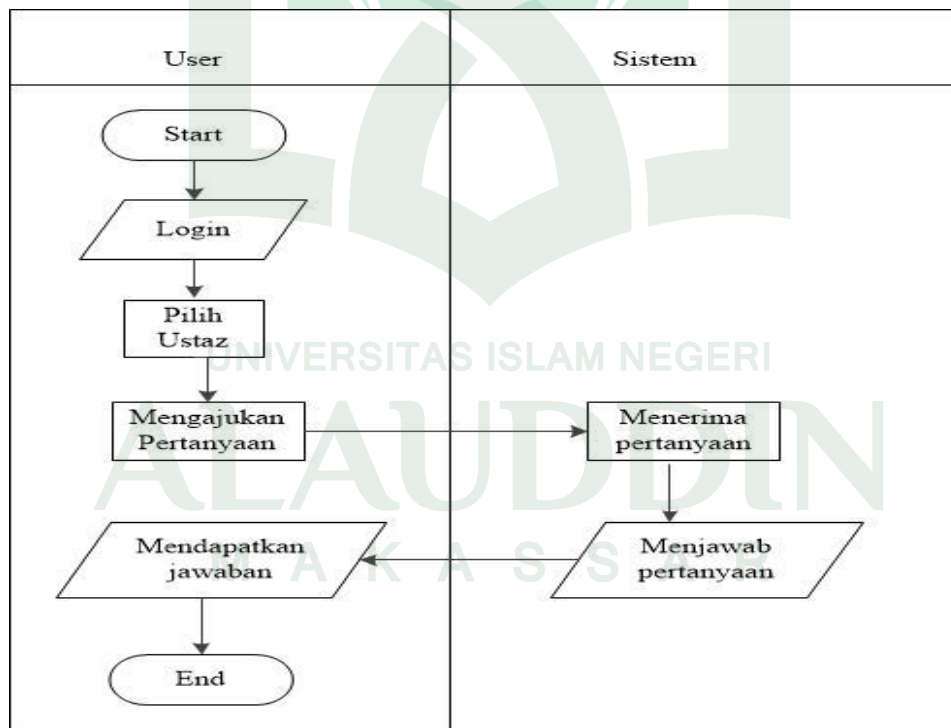 User
Sistem
Start
Login
Pilih
Ustaz
UNIVERSITAS ISLAM NEGERI
Mengajukan
Pertanyaan
Menerima
pertanyaan
ALAUDDIN
Mendapatkan
jawaban
Menjawab
pertanyaan
MAKASSAR
End